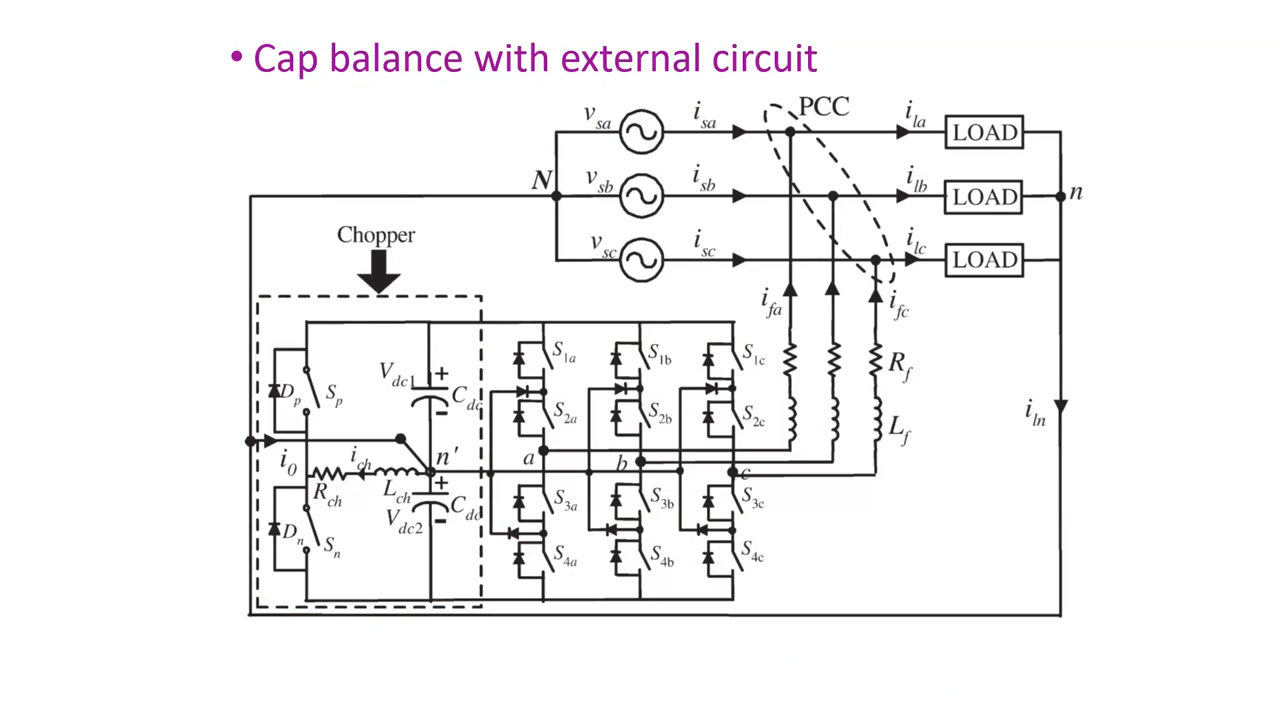 • Cap balance with external circuit
PCC
v_sa i_sa i_la LOAD
N v_sb i_sb i_lb LOAD n
v_sc i_sc i_lc LOAD
Chopper
i_fa i_fc
V_dc1 + C_dc - D_p S_p
S_1a S_1b S_1c R_f
S_2a S_2b S_2c L_f
i_ln
i_0 i_ch n' a b c
R_ch L_ch + C_dc
V_dc2 -
D_n S_n
S_3a S_3b S_3c
S_4a S_4b S_4c